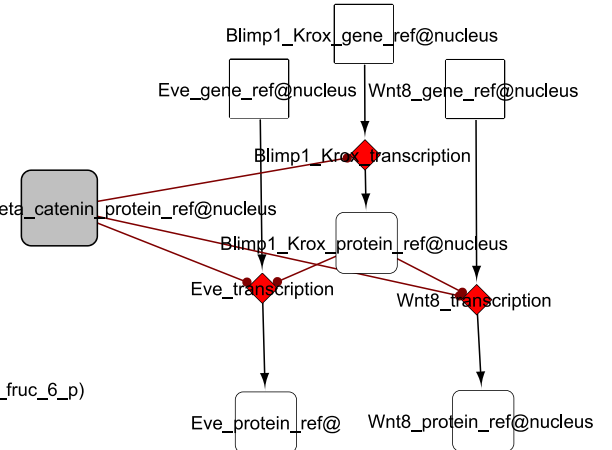 Blimp1_Krox_gene_ref@nucleus
Eve_gene_ref@nucleus
Wnt8_gene_ref@nucleus
Blimp1_Krox_transcription
eta_catenin_protein_ref@nucleus
Blimp1_Krox_protein_ref@nucleus
Eve_transcription
Wnt8_transcription
_fruc_6_p)
Eve_protein_ref@
Wnt8_protein_ref@nucleus